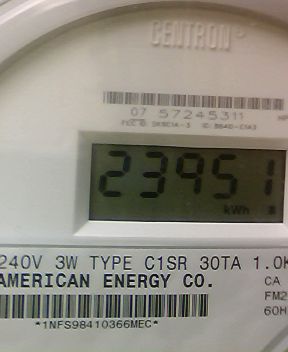 CENTRON®
07 57245311
23951
kWh
240V 3W TYPE C1SR 30TA 1.0K
AMERICAN ENERGY CO.
CA
FM2
60H
*1NFS98410366MEC*